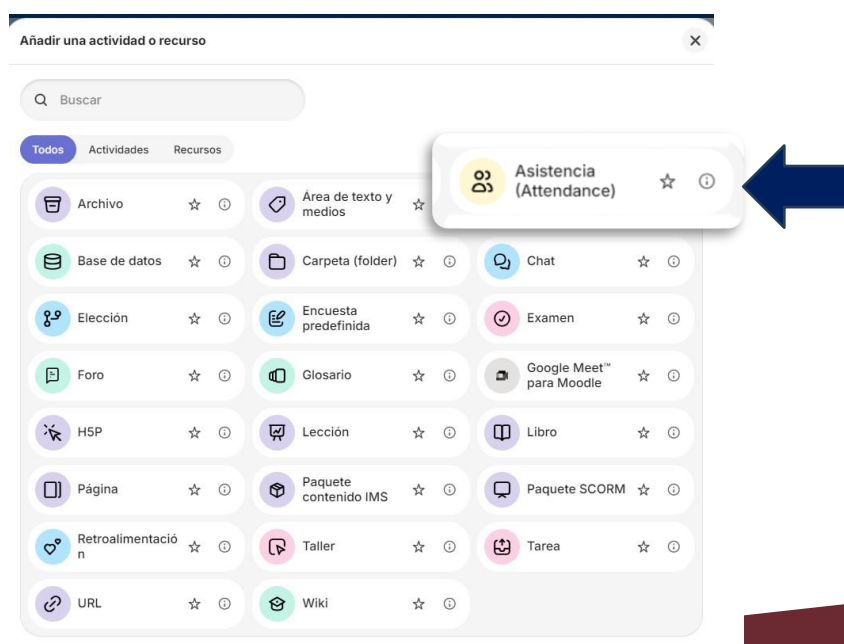 Añadir una actividad o recurso
Buscar
Todos
Actividades
Recursos
Archivo
Área de texto y
medios
Asistencia
(Attendance)
Base de datos
Carpeta (folder)
Chat
Elección
Encuesta
predefinida
Examen
Foro
Glosario
Google Meet™
para Moodle
H5P
Lección
Libro
Página
Paquete
contenido IMS
Paquete SCORM
Retroalimentació
n
Taller
Tarea
URL
Wiki